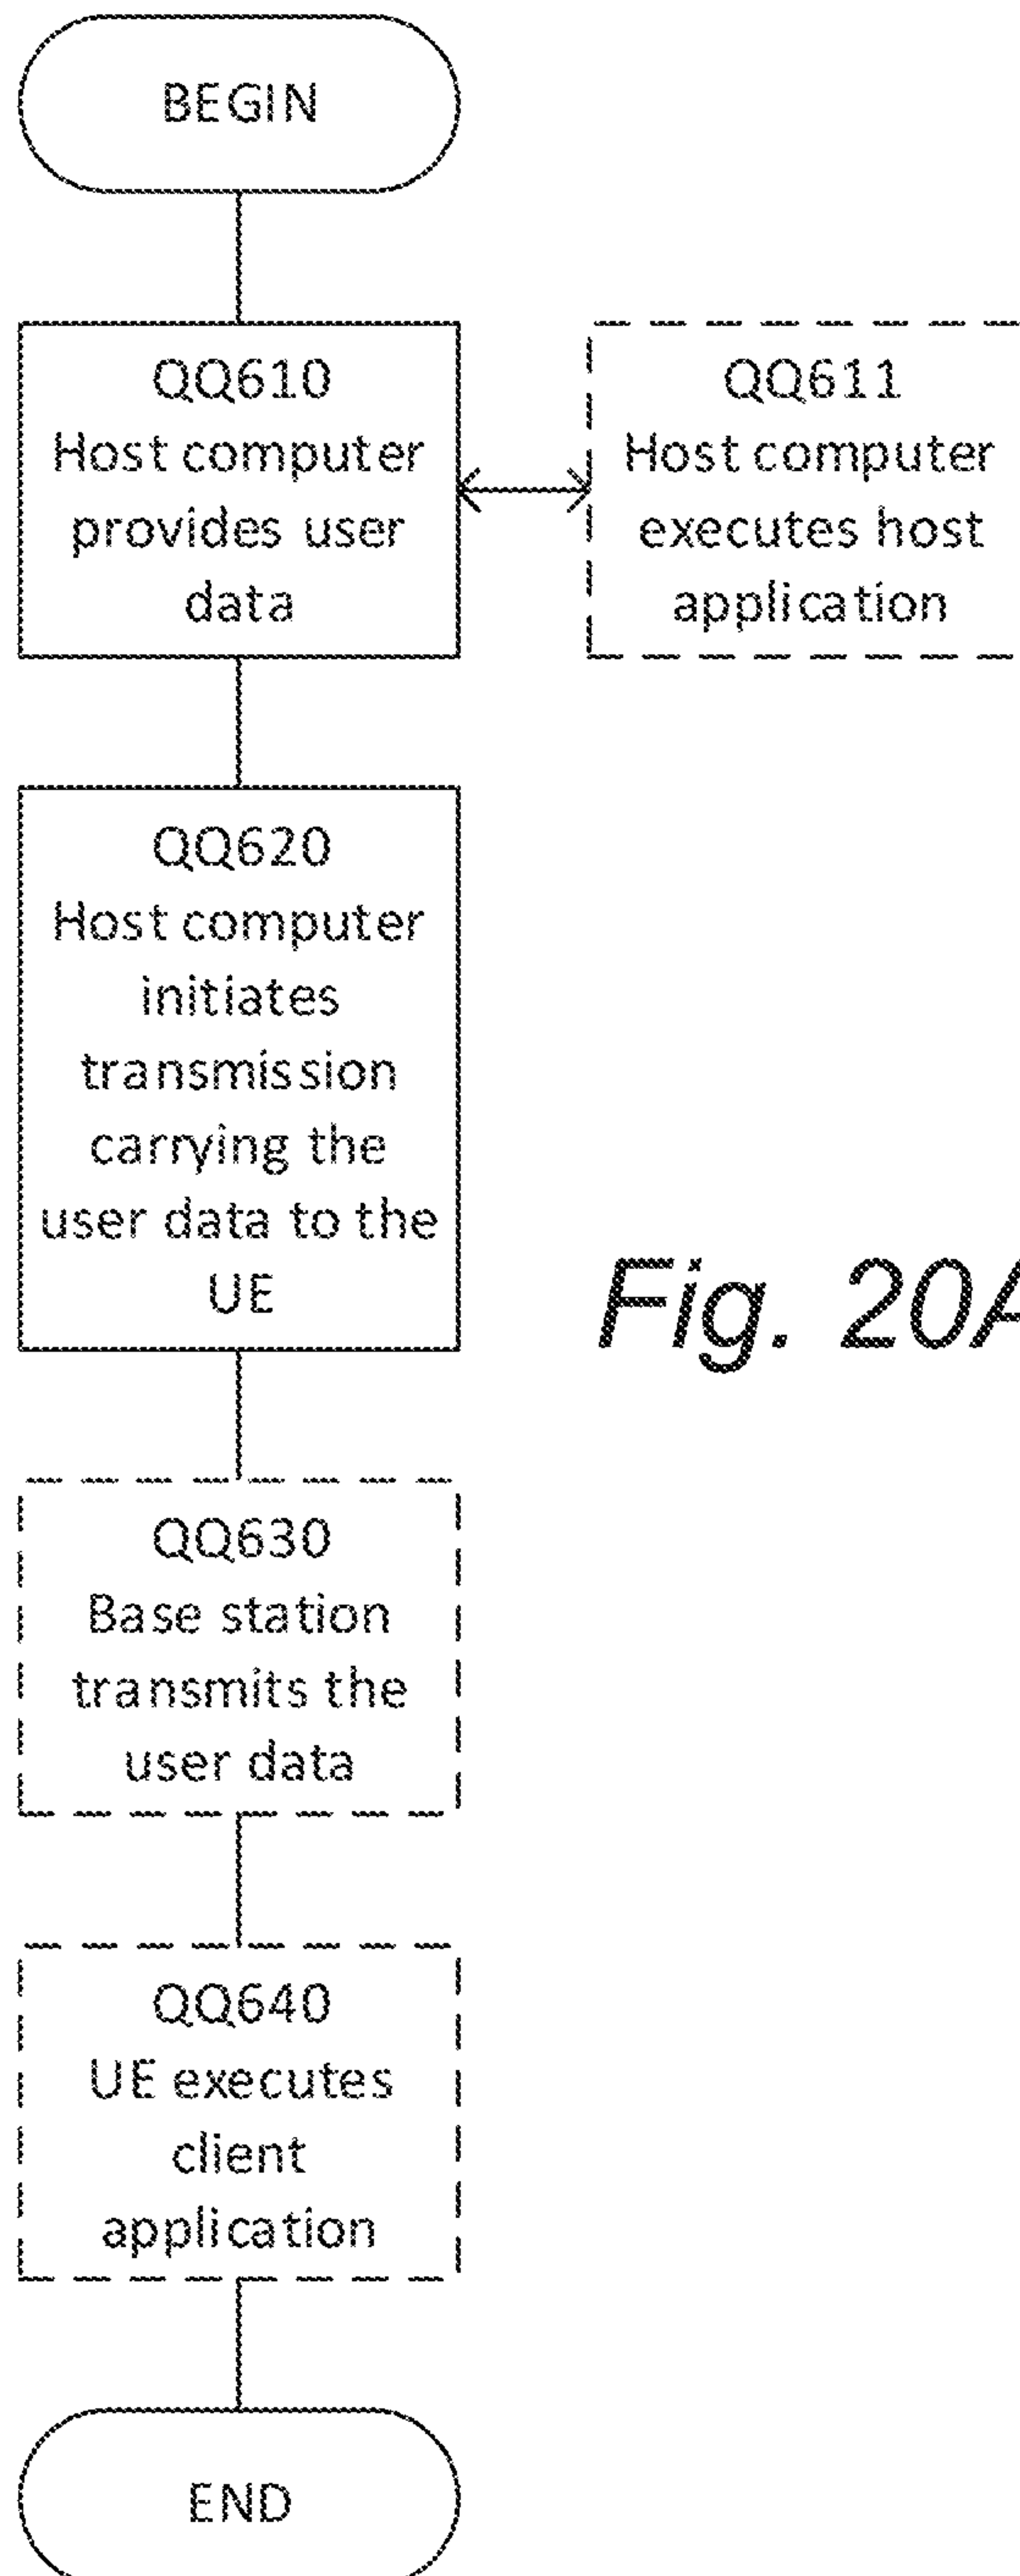 BEGIN
QQ610
Host computer
provides user
data
QQ611
Host computer
executes host
application
QQ620
Host computer
initiates
transmission
carrying the
user data to the
UE
Fig. 20A
QQ630
Base station
transmits the
user data
QQ640
UE executes
client
application
END